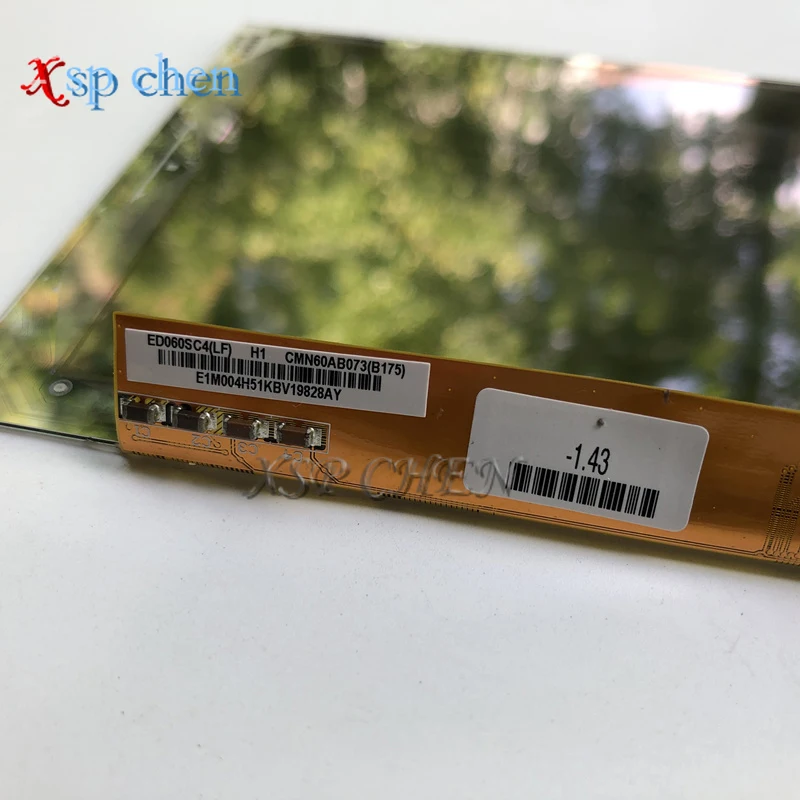 Xsp chen
ED060SC4(LF) H1 CMN60AB073(B175)
E1M004H51KBV19828AY
-1.43
XSP CHEN